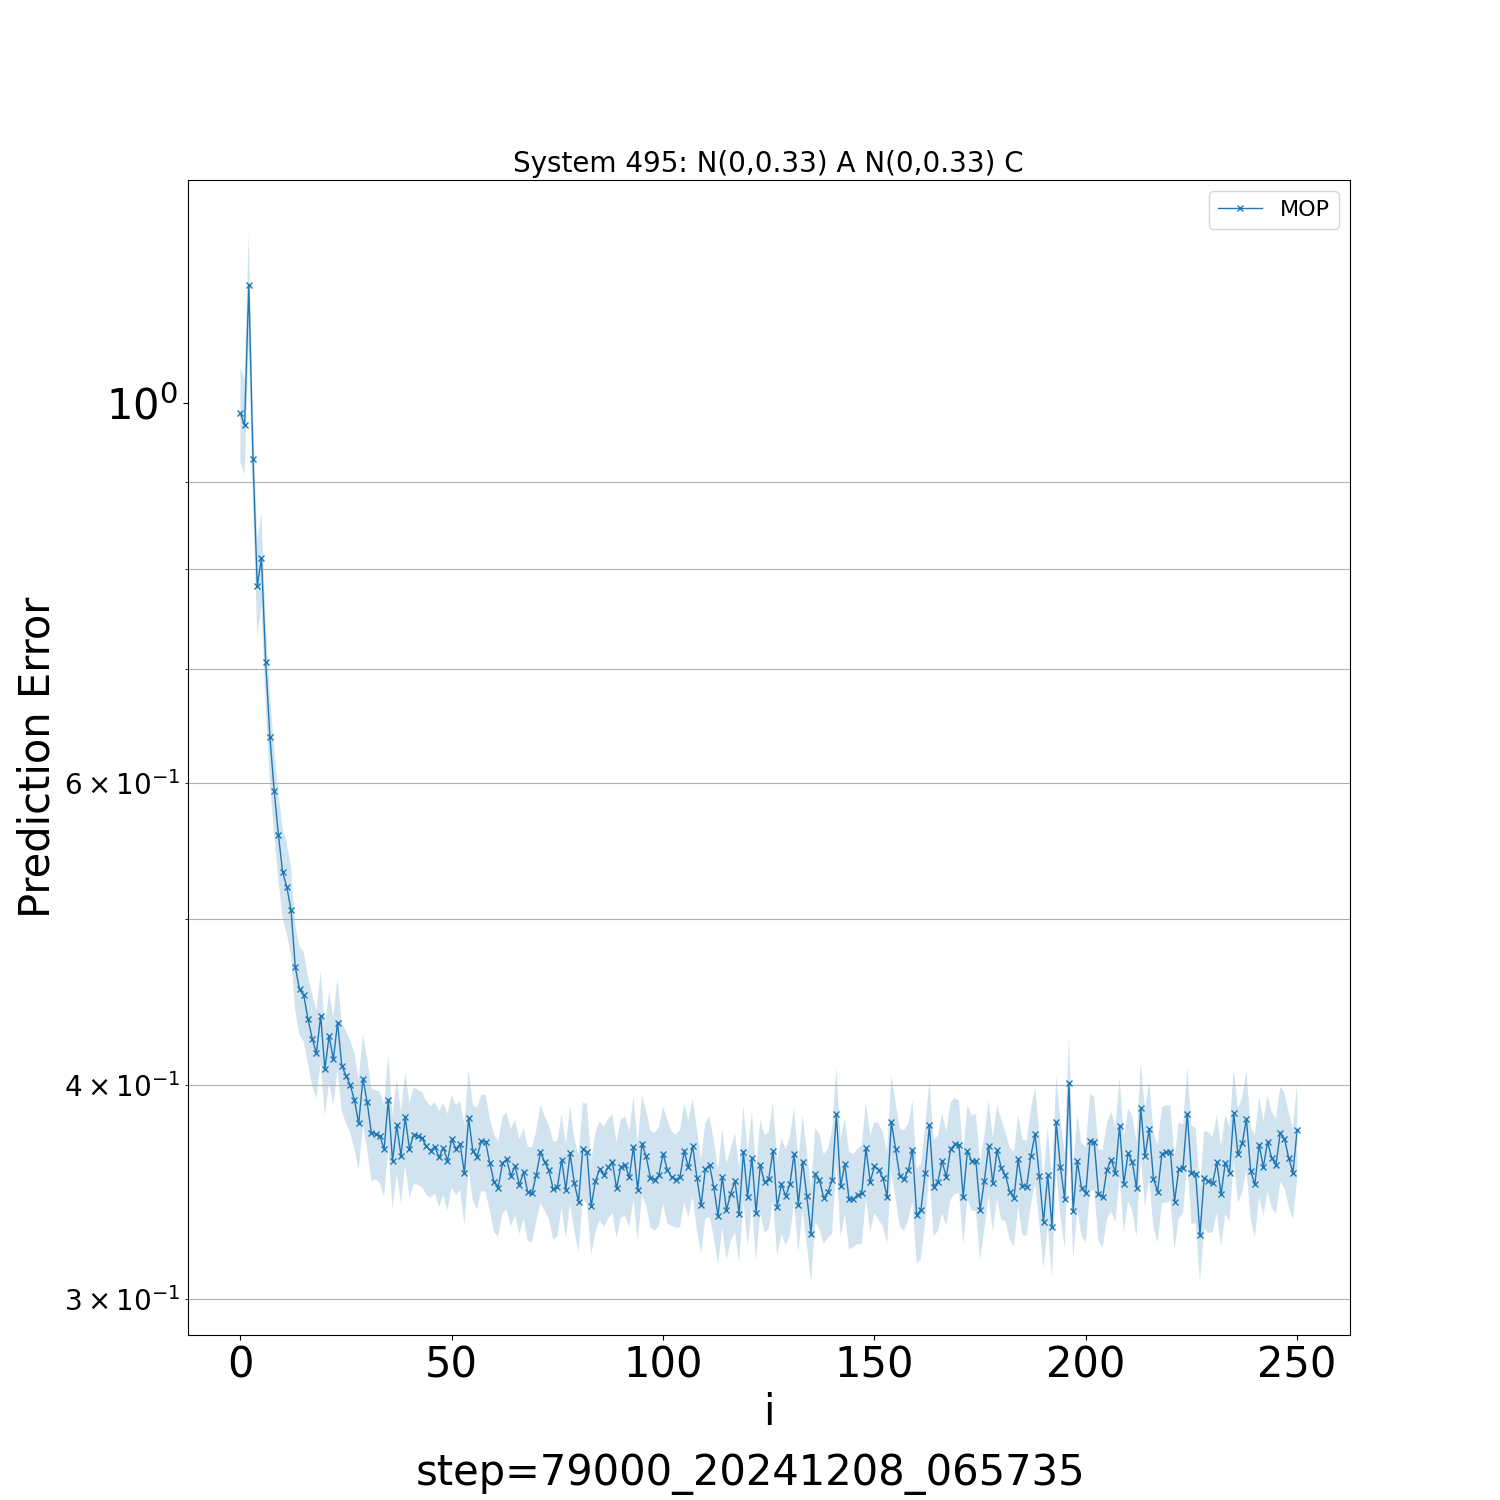 System 495: N(0,0.33) A N(0,0.33) C
MOP
10⁰
6 × 10⁻¹
4 × 10⁻¹
3 × 10⁻¹
Prediction Error
0 50 100 150 200 250
i
step=79000_20241208_065735